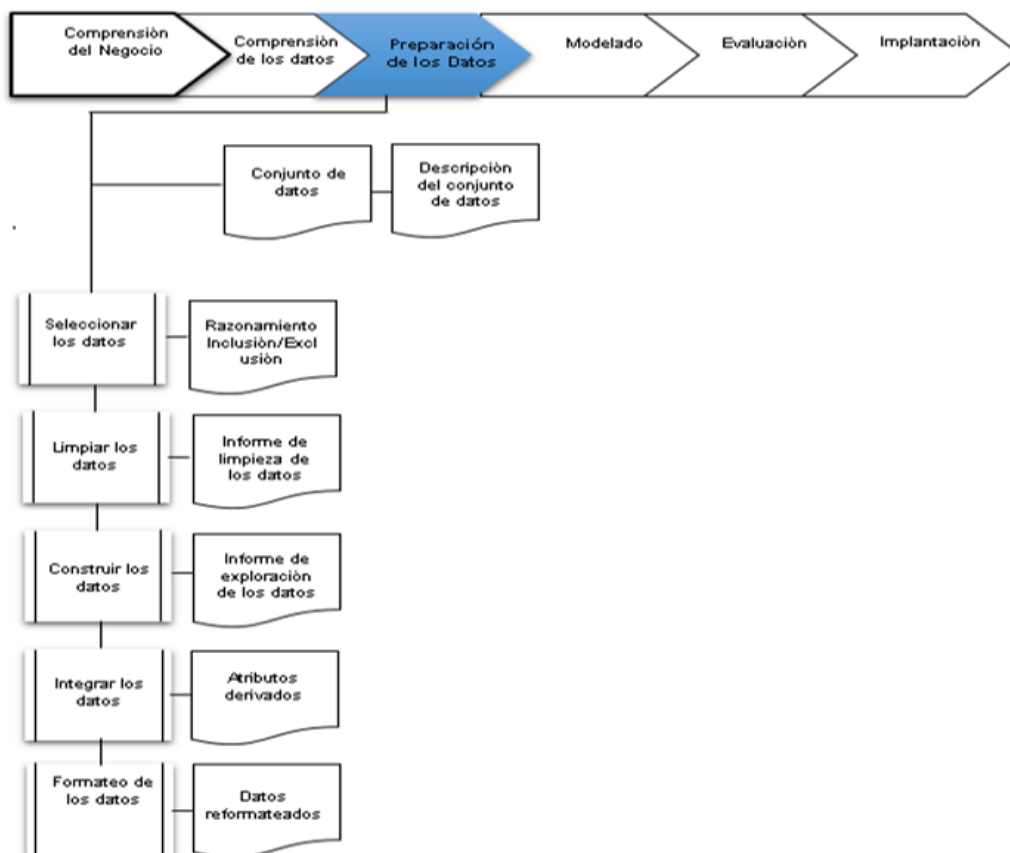 Comprensiòn
del Negocio
Comprensiòn
de los datos
Preparación
de los Datos
Modelado
Evaluaciòn
Implantaciòn
Conjunto de
datos
Descripciòn
del conjunto
de datos
Seleccionar
los datos
Razonamiento
Inclusiòn/Excl
usiòn
Limpiar los
datos
Informe de
limpieza de
los datos
Construir los
datos
Informe de
exploraciòn
de los datos
Integrar los
datos
Atributos
derivados
Formateo de
los datos
Datos
reformateados